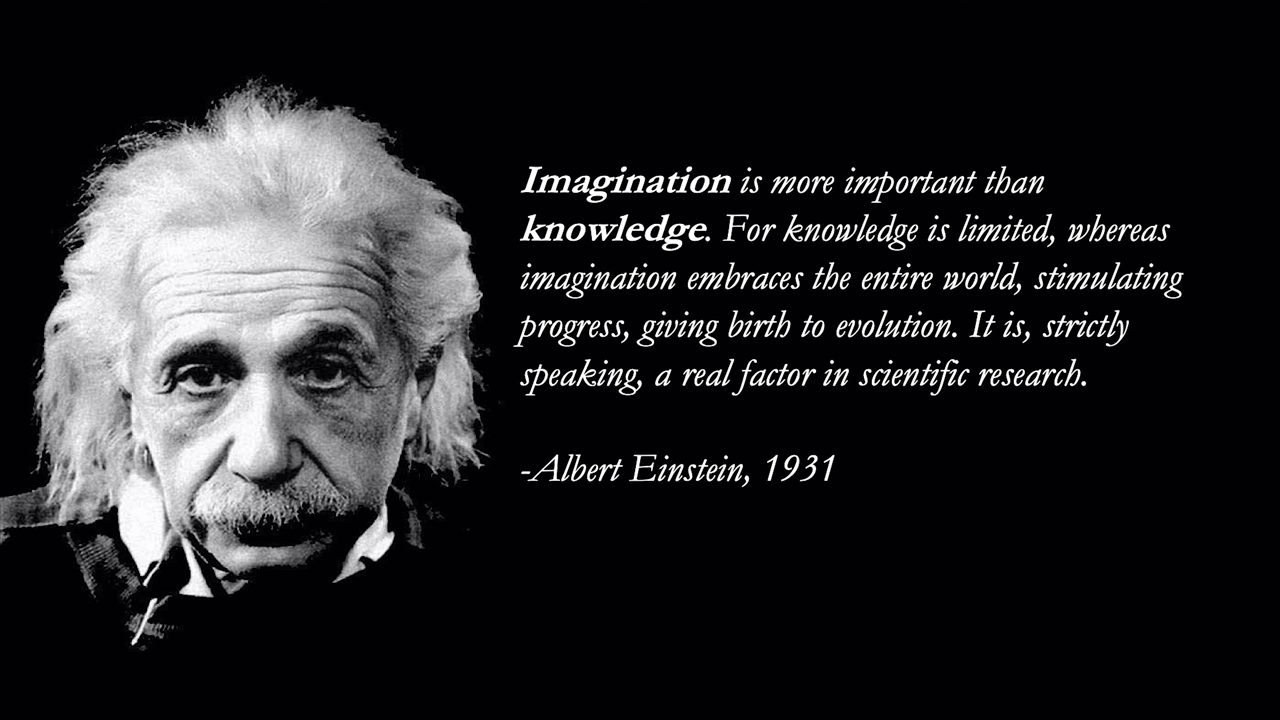 Imagination is more important than
knowledge. For knowledge is limited, whereas
imagination embraces the entire world, stimulating
progress, giving birth to evolution. It is, strictly
speaking, a real factor in scientific research.
-Albert Einstein, 1931